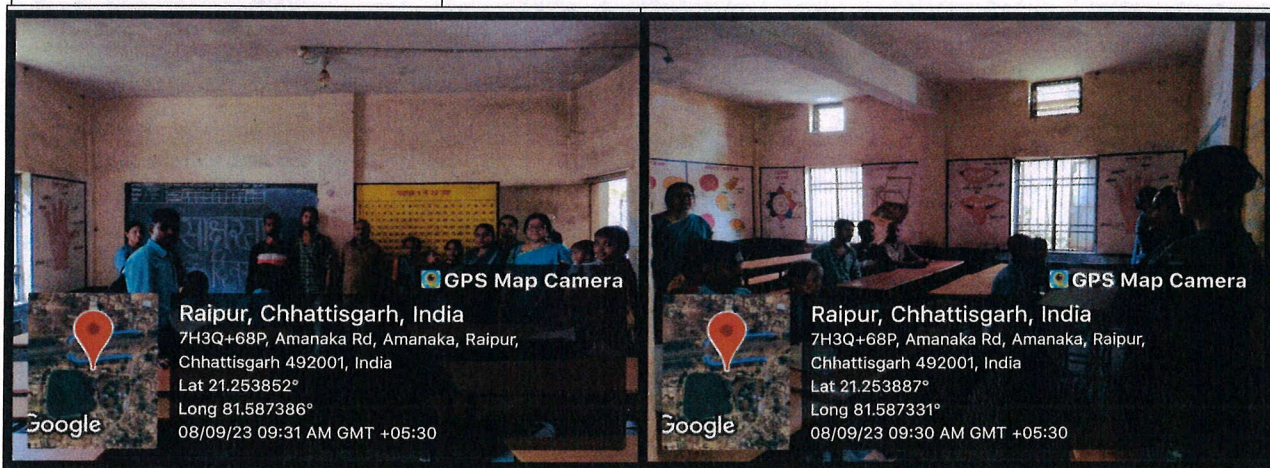 साक्षरता
GPS Map Camera
Raipur, Chhattisgarh, India
7H3Q+68P, Amanaka Rd, Amanaka, Raipur,
Chhattisgarh 492001, India
Lat 21.253852°
Long 81.587386°
08/09/23 09:31 AM GMT +05:30
Google
GPS Map Camera
Raipur, Chhattisgarh, India
7H3Q+68P, Amanaka Rd, Amanaka, Raipur,
Chhattisgarh 492001, India
Lat 21.253887°
Long 81.587331°
08/09/23 09:30 AM GMT +05:30
Google